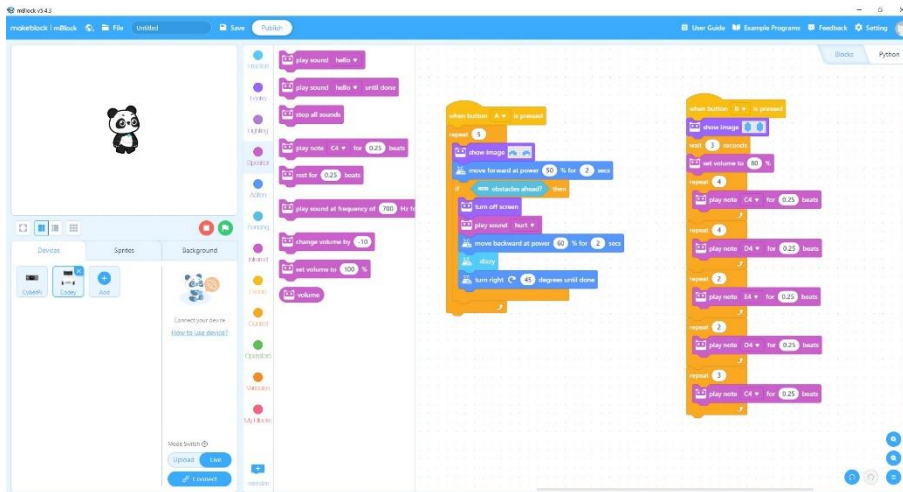 mBlock v5.4.3
makeblock | mBlock File Untitled Save Publish User Guide Example Programs Feedback Setting
Blocks Python
play sound hello
play sound hello until done
stop all sounds
play note C4 for 0.25 beats
rest for 0.25 beats
play sound at frequency of 700 Hz fo
change volume by -10
set volume to 100 %
volume
Lighting
Speaker
Action
Sensing
Infrared
Events
Control
Operators
Variables
My Blocks
extension
Devices Sprites Background
CyberPi Codey Add
Connect your device
How to use device?
Mode Switch
Upload Live
Connect
when button A is pressed
repeat 5
show image
move forward at power 50 % for 2 secs
if obstacles ahead? then
turn off screen
play sound hurt
move backward at power 60 % for 2 secs
dizzy
turn right 45 degrees until done
when button B is pressed
show image
wait 3 seconds
set volume to 80 %
repeat 4
play note C4 for 0.25 beats
repeat 4
play note D4 for 0.25 beats
repeat 2
play note E4 for 0.25 beats
repeat 2
play note D4 for 0.25 beats
repeat 3
play note C4 for 0.25 beats